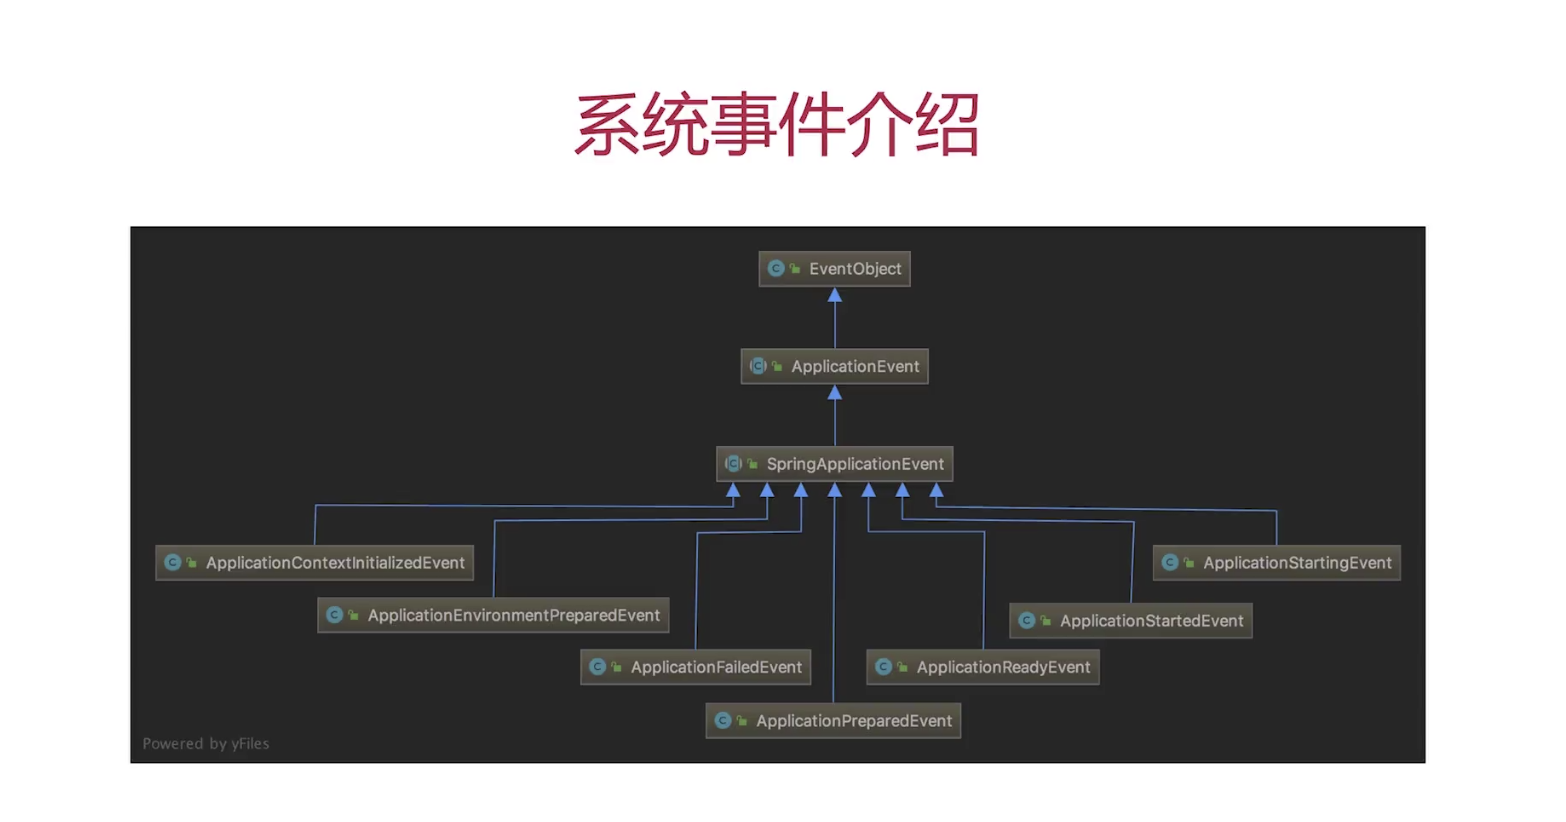 系统事件介绍
EventObject
ApplicationEvent
SpringApplicationEvent
ApplicationContextInitializedEvent
ApplicationStartingEvent
ApplicationEnvironmentPreparedEvent
ApplicationStartedEvent
ApplicationFailedEvent
ApplicationReadyEvent
ApplicationPreparedEvent
Powered by yFiles